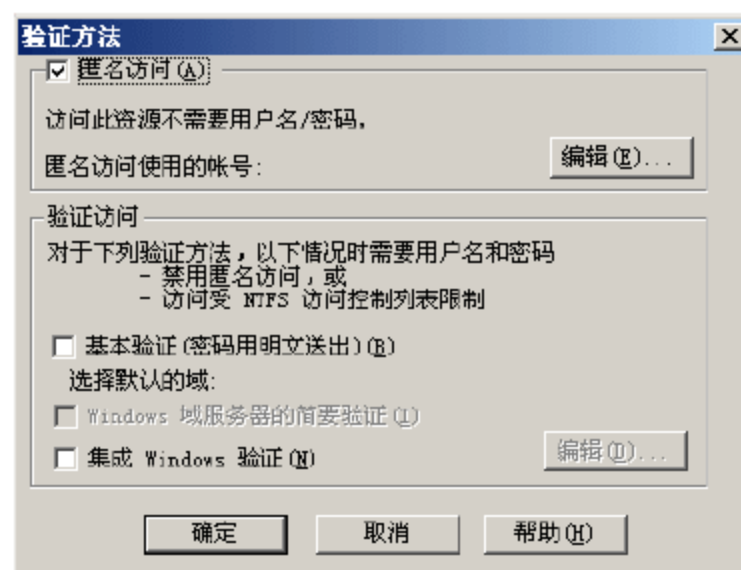 验证方法
匿名访问(A)
访问此资源不需要用户名/密码.
匿名访问使用的帐号:
编辑(E)...
验证访问
对于下列验证方法,以下情况时需要用户名和密码
- 禁用匿名访问,或
- 访问受 NTFS 访问控制列表限制
基本验证(密码用明文送出)(B)
选择默认的域:
Windows 域服务器的简要验证(I)
集成 Windows 验证(N)
编辑(D)...
确定 取消 帮助(H)